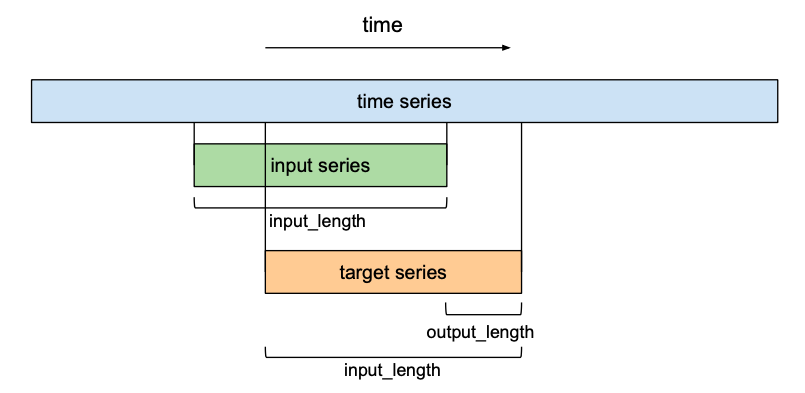 time
time series
input series
input_length
target series
output_length
input_length